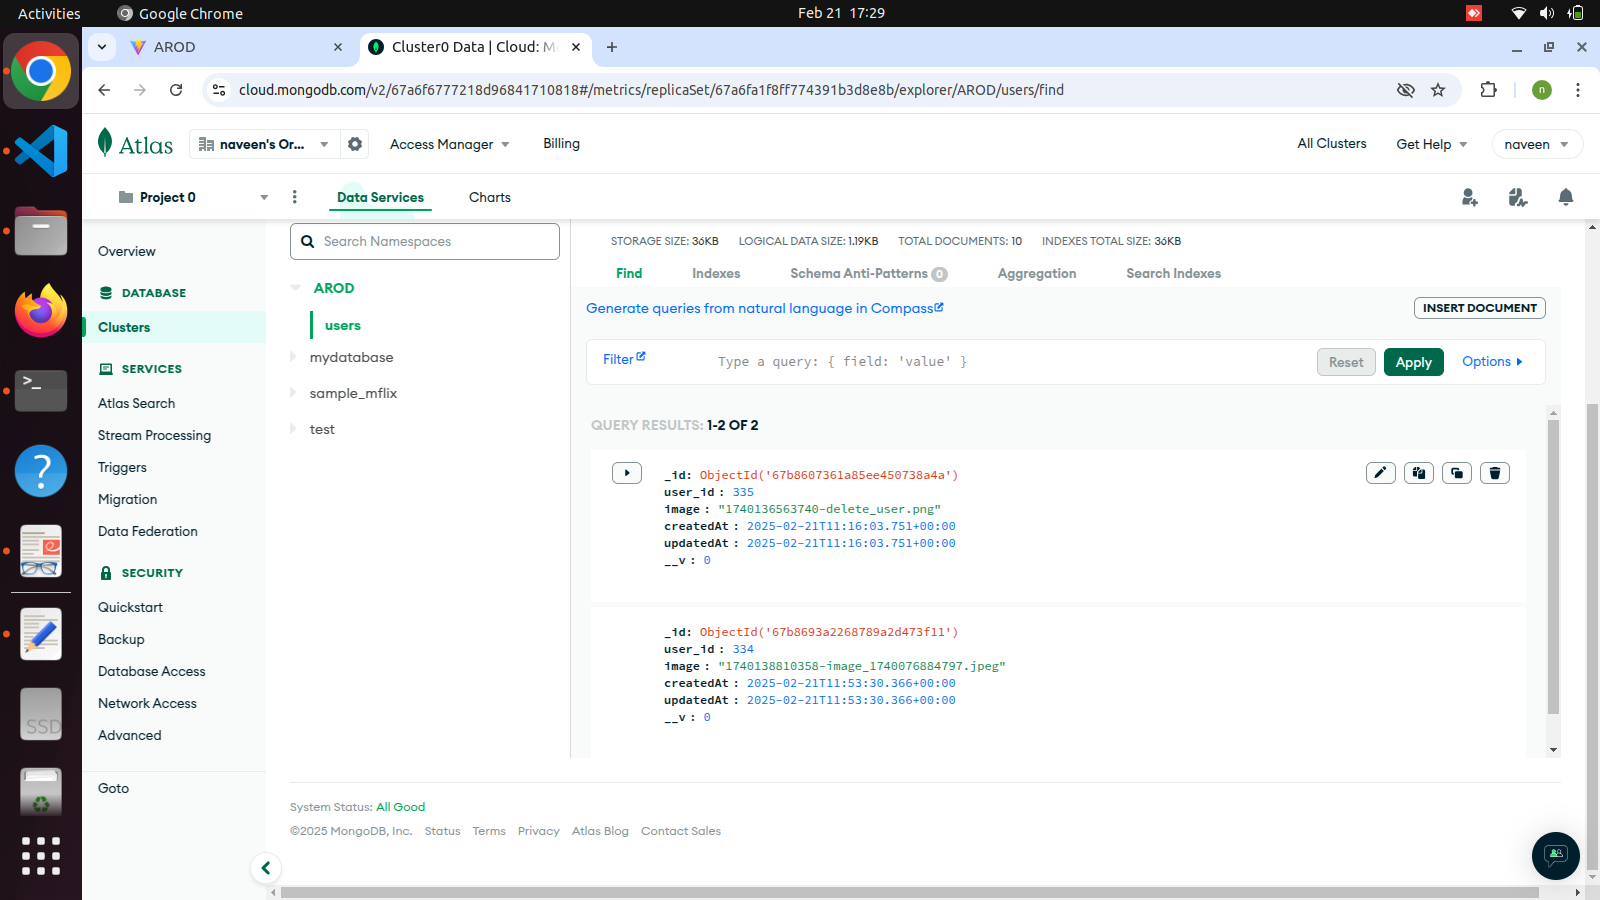 Activities
Google Chrome
Feb 21 17:29
AROD
Cluster0 Data | Cloud: M
cloud.mongodb.com/v2/67a6f6777218d96841710818#/metrics/replicaSet/67a6fa1f8ff774391b3d8e8b/explorer/AROD/users/find
n
Atlas
naveen's Or...
Access Manager
Billing
All Clusters
Get Help
naveen
Project 0
Data Services
Charts
Overview
DATABASE
Clusters
SERVICES
Atlas Search
Stream Processing
Triggers
Migration
Data Federation
SECURITY
Quickstart
Backup
Database Access
Network Access
Advanced
Goto
Search Namespaces
AROD
users
mydatabase
sample_mflix
test
STORAGE SIZE: 36KB LOGICAL DATA SIZE: 1.19KB TOTAL DOCUMENTS: 10 INDEXES TOTAL SIZE: 36KB
Find Indexes Schema Anti-Patterns 0 Aggregation Search Indexes
Generate queries from natural language in Compass
INSERT DOCUMENT
Filter
Type a query: { field: 'value' }
Reset
Apply
Options
QUERY RESULTS: 1-2 OF 2
_id: ObjectId('67b8607361a85ee450738a4a')
user_id : 335
image : "1740136563740-delete_user.png"
createdAt : 2025-02-21T11:16:03.751+00:00
updatedAt : 2025-02-21T11:16:03.751+00:00
__v : 0
_id: ObjectId('67b8693a2268789a2d473f11')
user_id : 334
image : "1740138810358-image_1740076884797.jpeg"
createdAt : 2025-02-21T11:53:30.366+00:00
updatedAt : 2025-02-21T11:53:30.366+00:00
__v : 0
System Status: All Good
©2025 MongoDB, Inc. Status Terms Privacy Atlas Blog Contact Sales
>_
?
SSD